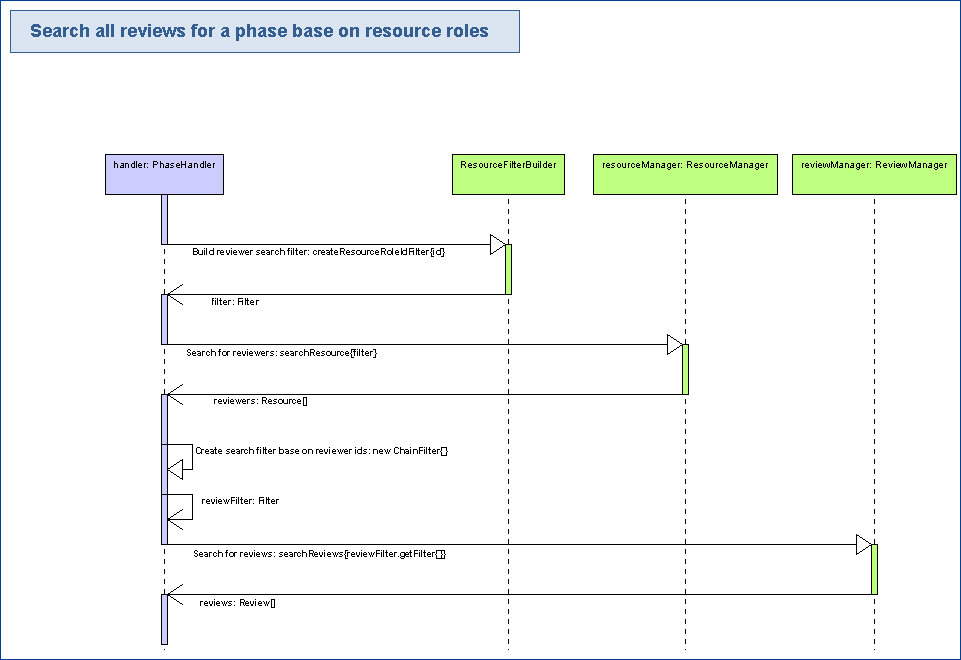 Search all reviews for a phase base on resource roles
handler: PhaseHandler
ResourceFilterBuilder
resourceManager: ResourceManager
reviewManager: ReviewManager
Build reviewer search filter: createResourceRoleIdFilter{id}
filter: Filter
Search for reviewers: searchResource{filter}
reviewers: Resource[]
Create search filter base on reviewer ids: new ChainFilter{}
reviewFilter: Filter
Search for reviews: searchReviews{reviewFilter.getFilter{}}
reviews: Review[]